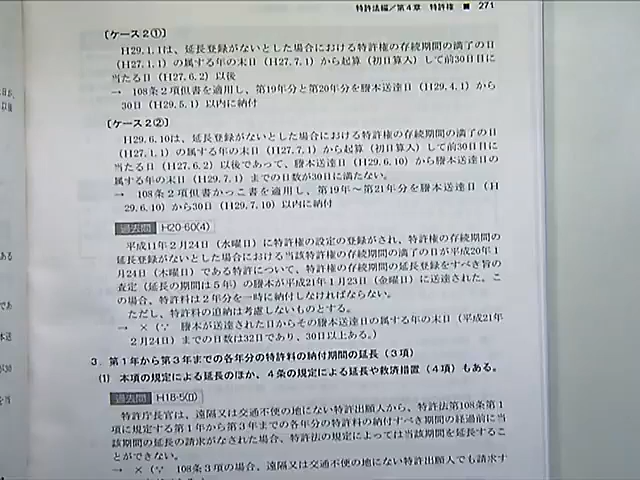 特許法編／第4章 特許権 ■ 271
〔ケース2①〕
H29.1.1は、延長登録がないとした場合における特許権の存続期間の満了の日
（H27.1.1）の属する年の末日（H27.7.1）から起算（初日算入）して前30日目に
当たる日（H27.6.2）以後
→ 108条2項但書を適用し、第19年分と第20年分を謄本送達日（H29.4.1）から
30日（H29.5.1）以内に納付
〔ケース2②〕
H29.6.10は、延長登録がないとした場合における特許権の存続期間の満了の日
（H27.1.1）の属する年の末日（H27.7.1）から起算（初日算入）して前30日目に
当たる日（H27.6.2）以後であって、謄本送達日（H29.6.10）から謄本送達日の
属する年の末日（H29.7.1）までの日数が30日に満たない。
→ 108条2項但書かっこ書を適用し、第19年～第21年分を謄本送達日（H
29.6.10）から30日（H29.7.10）以内に納付
過去問 H20-60(4)
平成11年2月24日（水曜日）に特許権の設定の登録がされ、特許権の存続期間の
延長登録がないとした場合における当該特許権の存続期間の満了の日が平成20年1
月24日（木曜日）である特許について、特許権の存続期間の延長登録をすべき旨の
査定（延長の期間は5年）の謄本が平成21年1月23日（金曜日）に送達された。こ
の場合、特許料は2年分を一時に納付しなければならない。
ただし、特許料の追納は考慮しないものとする。
→ ×（∵ 謄本が送達された日からその謄本送達日の属する年の末日（平成21年
2月24日）までの日数は32日であり、30日以上ある。）
3．第1年から第3年までの各年分の特許料の納付期間の延長（3項）
(1) 本項の規定による延長のほか、4条の規定による延長や救済措置（4項）もある。
過去問 H18-5(ﾛ)
特許庁長官は、遠隔又は交通不便の地にない特許出願人から、特許法第108条第1
項に規定する第1年から第3年までの各年分の特許料の納付すべき期間の経過前に当
該期間の延長の請求がなされた場合、特許法の規定によっては当該期間を延長するこ
とができない。
→ ×（∵ 108条3項の場合、遠隔又は交通不便の地にない特許出願人でも請求す